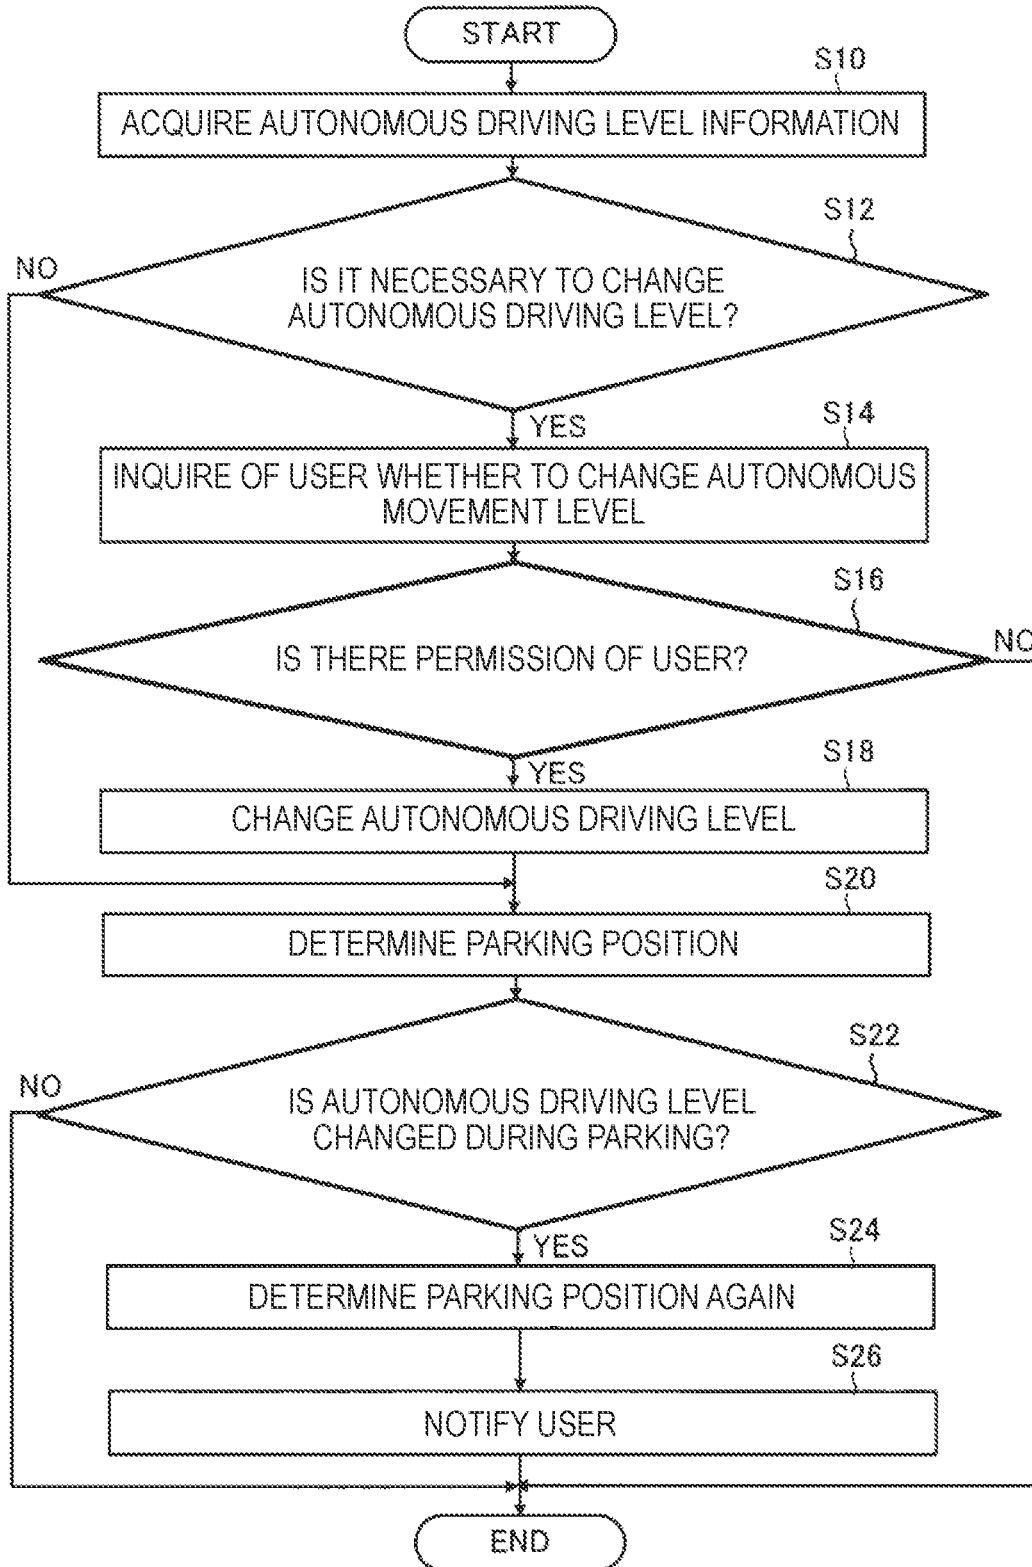 START
S10
ACQUIRE AUTONOMOUS DRIVING LEVEL INFORMATION
S12
NO
IS IT NECESSARY TO CHANGE
AUTONOMOUS DRIVING LEVEL?
YES
S14
INQUIRE OF USER WHETHER TO CHANGE AUTONOMOUS
MOVEMENT LEVEL
S16
NO
IS THERE PERMISSION OF USER?
YES
S18
CHANGE AUTONOMOUS DRIVING LEVEL
S20
DETERMINE PARKING POSITION
S22
NO
IS AUTONOMOUS DRIVING LEVEL
CHANGED DURING PARKING?
YES
S24
DETERMINE PARKING POSITION AGAIN
S26
NOTIFY USER
END